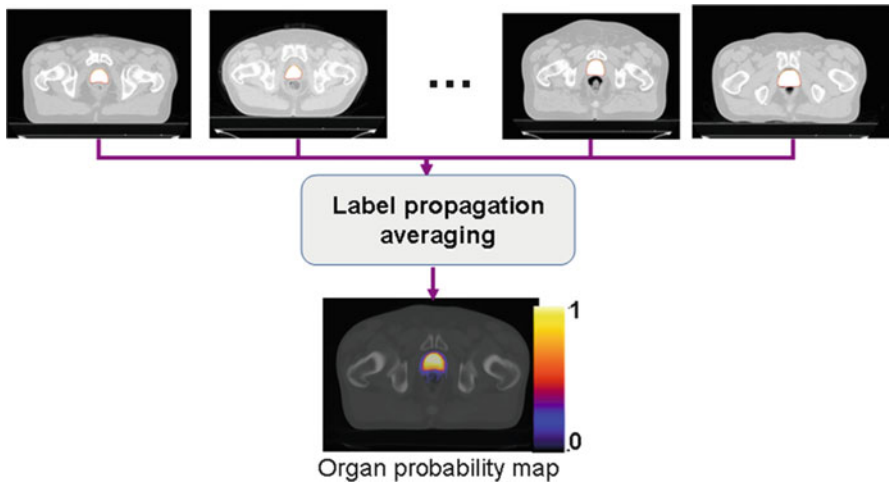 ...
Label propagation
averaging
1
0
Organ probability map